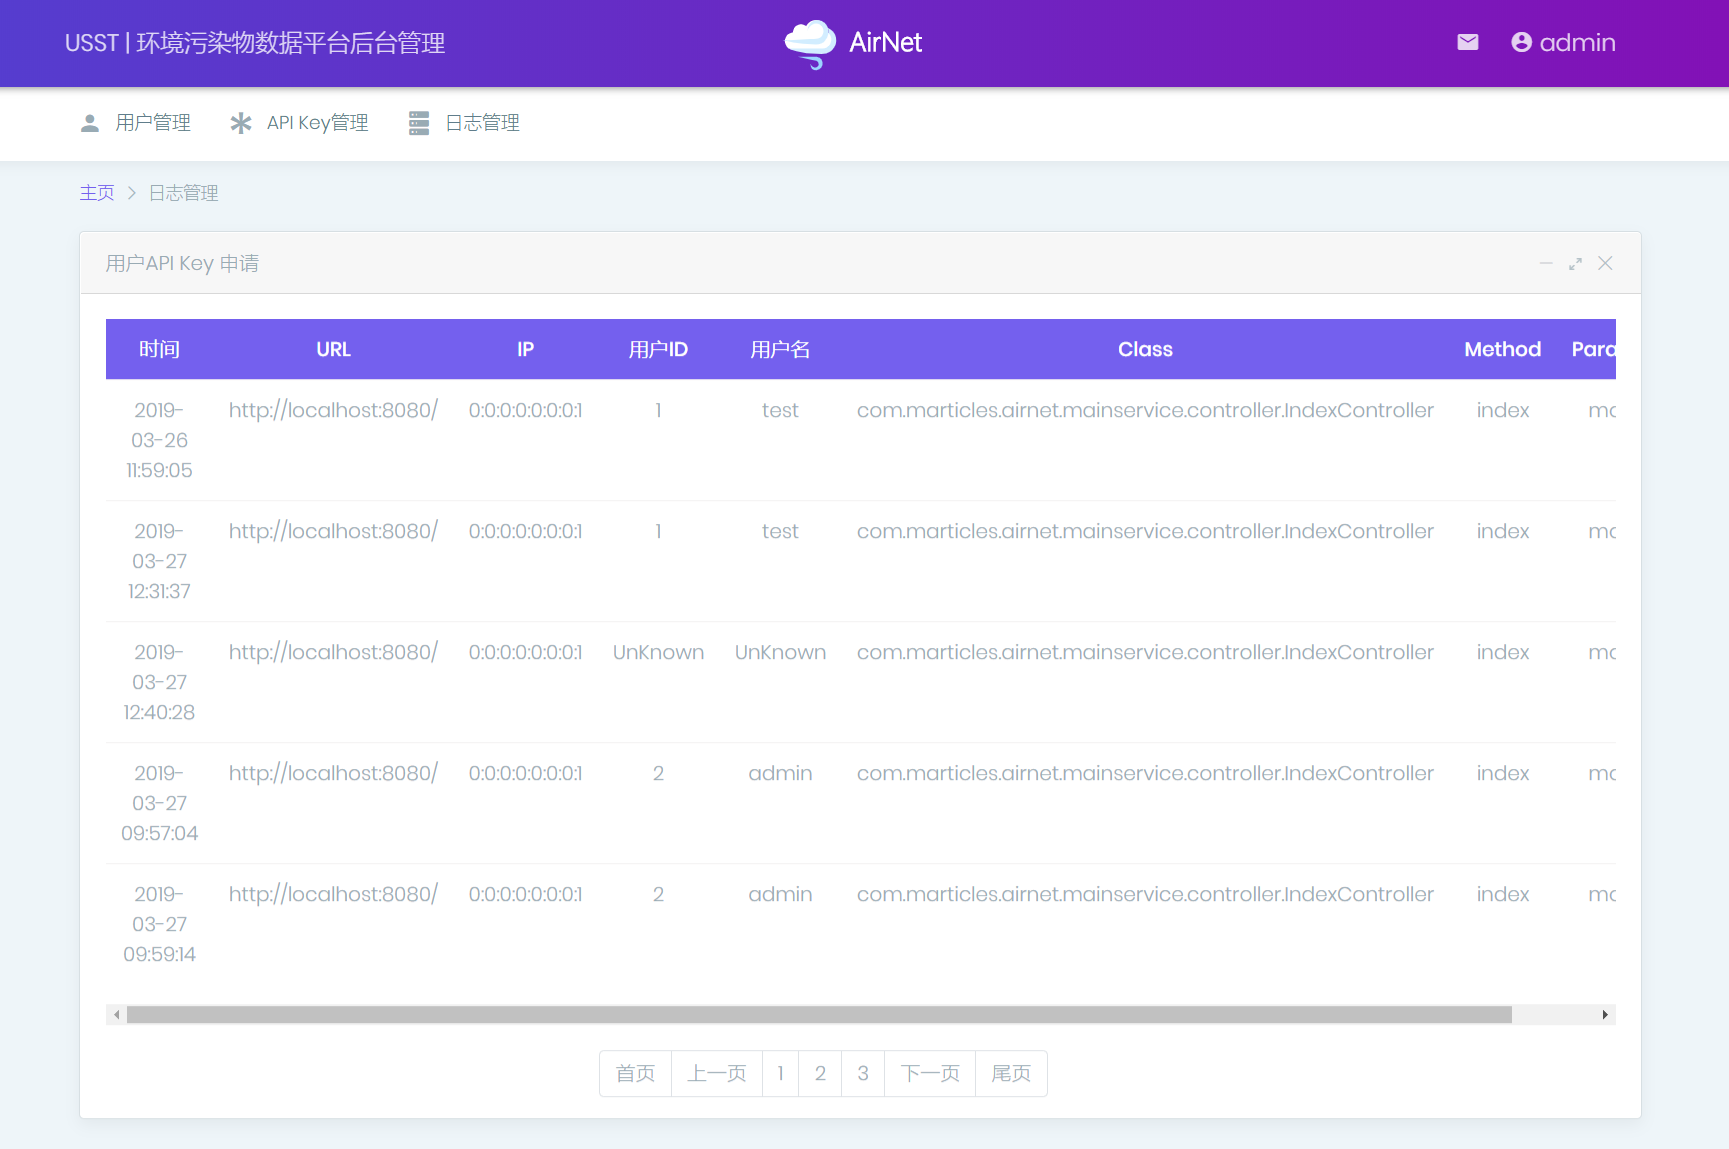 USST | 环境污染物数据平台后台管理
AirNet
admin
用户管理
API Key管理
日志管理
主页
日志管理
用户API Key 申请
时间 URL IP 用户ID 用户名 Class Method Para
2019-03-26 11:59:05 http://localhost:8080/ 0:0:0:0:0:0:0:1 1 test com.marticles.airnet.mainservice.controller.IndexController index
2019-03-27 12:31:37 http://localhost:8080/ 0:0:0:0:0:0:0:1 1 test com.marticles.airnet.mainservice.controller.IndexController index
2019-03-27 12:40:28 http://localhost:8080/ 0:0:0:0:0:0:0:1 UnKnown UnKnown com.marticles.airnet.mainservice.controller.IndexController index
2019-03-27 09:57:04 http://localhost:8080/ 0:0:0:0:0:0:0:1 2 admin com.marticles.airnet.mainservice.controller.IndexController index
2019-03-27 09:59:14 http://localhost:8080/ 0:0:0:0:0:0:0:1 2 admin com.marticles.airnet.mainservice.controller.IndexController index
首页 上一页 1 2 3 下一页 尾页